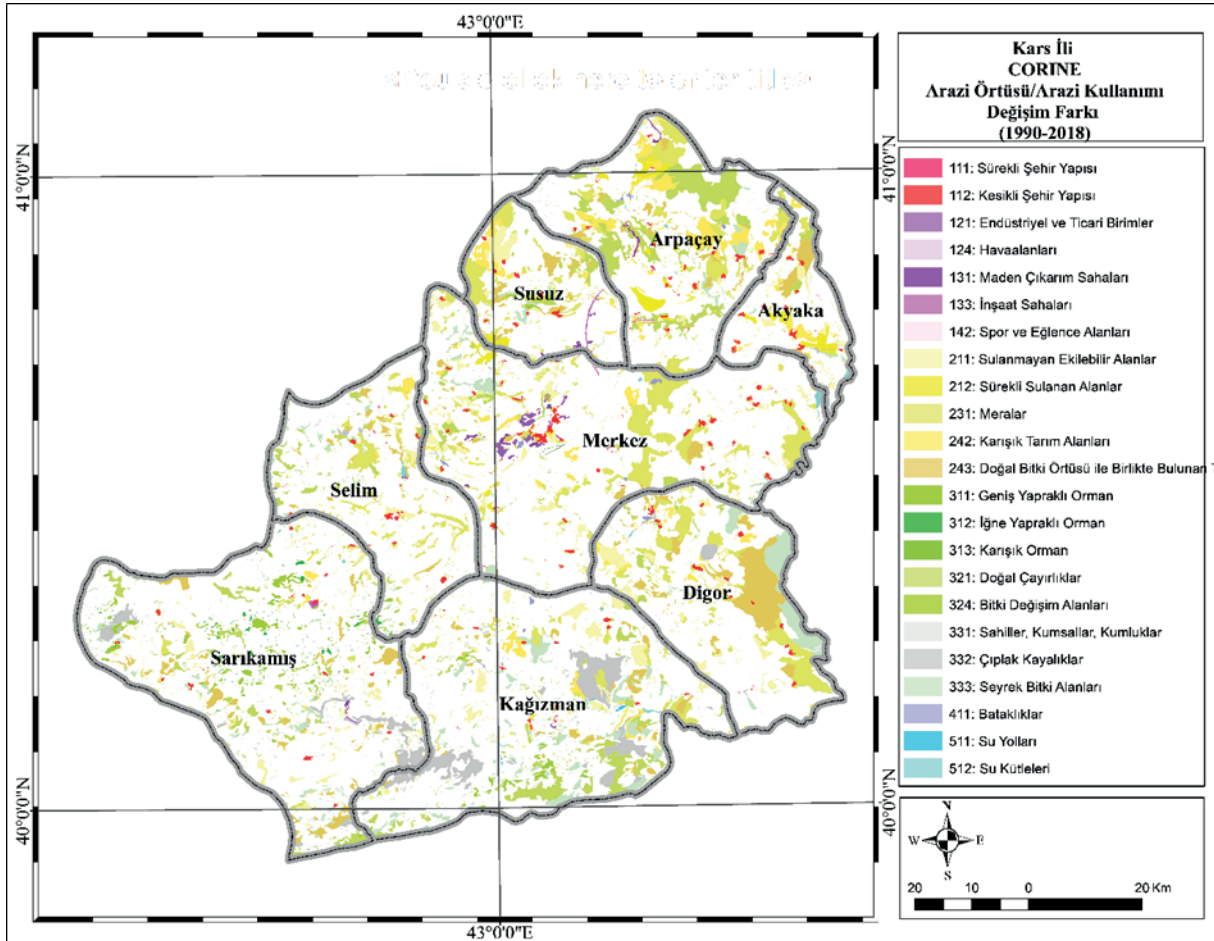 43°0'0"E
Kars İli
CORINE
Arazi Örtüsü/Arazi Kullanımı
Değişim Farkı
(1990-2018)
41°0'0"N
41°0'0"N
111: Sürekli Şehir Yapısı
112: Kesikli Şehir Yapısı
121: Endüstriyel ve Ticari Birimler
124: Havaalanları
131: Maden Çıkarım Sahaları
133: İnşaat Sahaları
142: Spor ve Eğlence Alanları
211: Sulanmayan Ekilebilir Alanlar
212: Sürekli Sulanan Alanlar
231: Meralar
242: Karışık Tarım Alanları
243: Doğal Bitki Örtüsü ile Birlikte Bulunan
311: Geniş Yapraklı Orman
312: İğne Yapraklı Orman
313: Karışık Orman
321: Doğal Çayırlıklar
324: Bitki Değişim Alanları
331: Sahiller, Kumsallar, Kumluklar
332: Çıplak Kayalıklar
333: Seyrek Bitki Alanları
411: Bataklıklar
511: Su Yolları
512: Su Kütleleri
Arpaçay
Susuz
Akyaka
Merkez
Selim
Digor
Sarıkamış
Kağızman
40°0'0"N
40°0'0"N
43°0'0"E
N
W E
S
20 10 0 20 Km